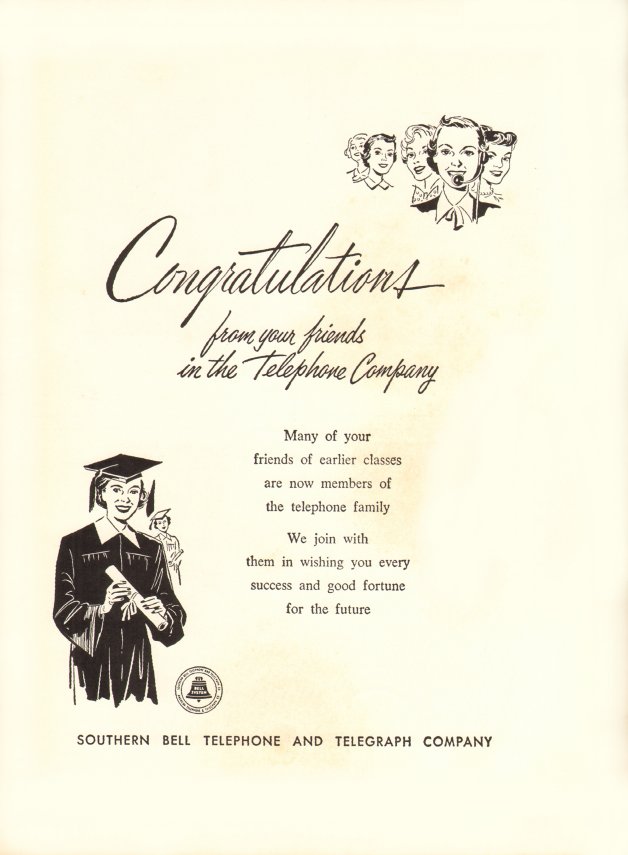 Congratulations
from your friends
in the Telephone Company
Many of your
friends of earlier classes
are now members of
the telephone family
We join with
them in wishing you every
success and good fortune
for the future
BELL
SYSTEM
SOUTHERN BELL TELEPHONE AND TELEGRAPH COMPANY